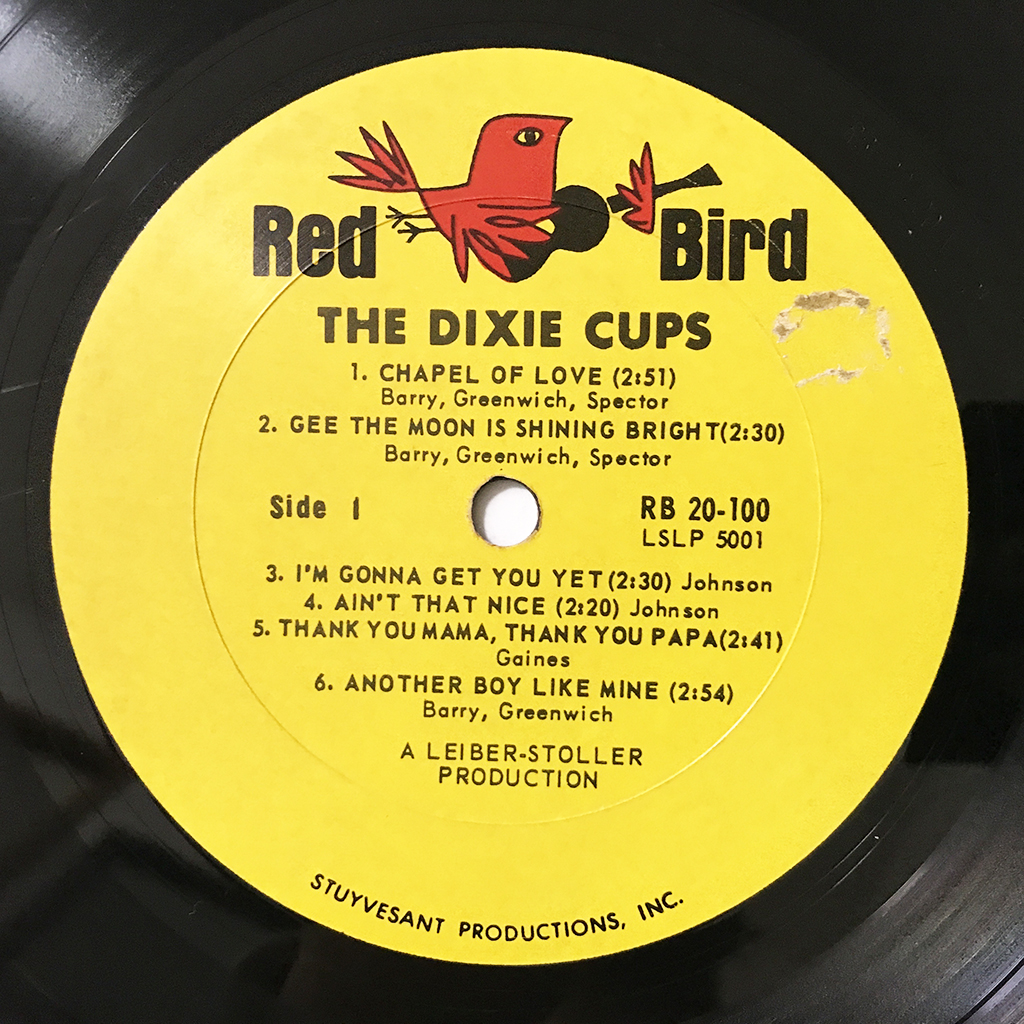 Red Bird
THE DIXIE CUPS
1. CHAPEL OF LOVE (2:51)
Barry, Greenwich, Spector
2. GEE THE MOON IS SHINING BRIGHT(2:30)
Barry, Greenwich, Spector
Side 1 RB 20-100
LSLP 5001
3. I'M GONNA GET YOU YET (2:30) Johnson
4. AIN'T THAT NICE (2:20) Johnson
5. THANK YOU MAMA, THANK YOU PAPA(2:41)
Gaines
6. ANOTHER BOY LIKE MINE (2:54)
Barry, Greenwich
A LEIBER-STOLLER
PRODUCTION
STUYVESANT PRODUCTIONS, INC.